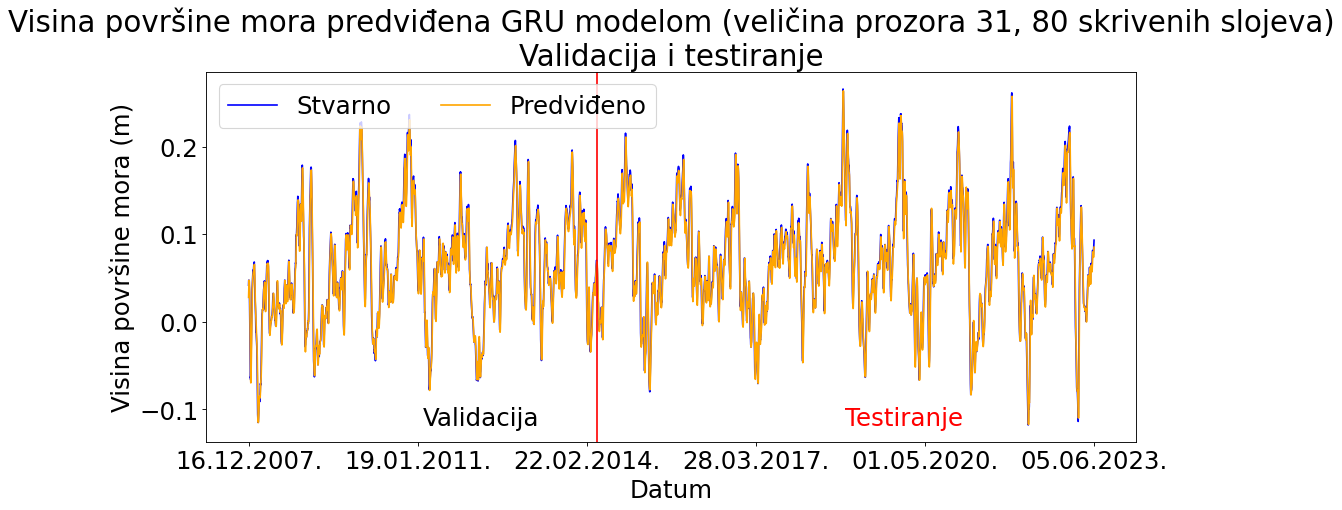 Visina površine mora predviđena GRU modelom (veličina prozora 31, 80 skrivenih slojeva)
Validacija i testiranje
Stvarno
Predviđeno
Visina površine mora (m)
0.2
0.1
0.0
−0.1
Validacija
Testiranje
16.12.2007.
19.01.2011.
22.02.2014.
28.03.2017.
01.05.2020.
05.06.2023.
Datum